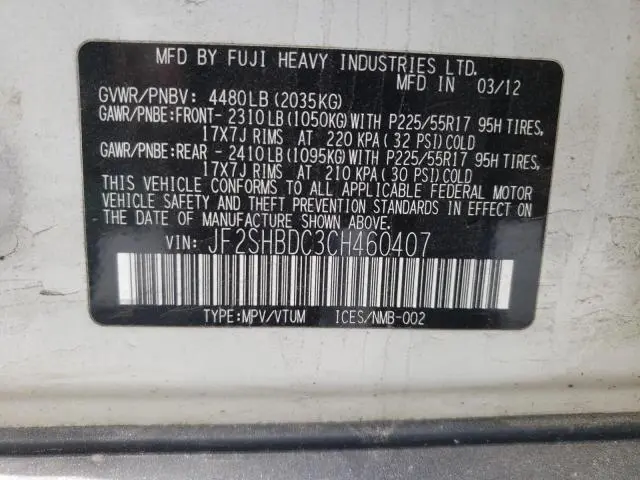 MFD BY FUJI HEAVY INDUSTRIES LTD.
MFD IN 03/12
GVWR/PNBV: 4480LB (2035KG)
GAWR/PNBE:FRONT- 2310LB(1050KG)WITH P225/55R17 95H TIRES,
17X7J RIMS AT 220 KPA (32 PSI)COLD
GAWR/PNBE:REAR - 2410LB(1095KG)WITH P225/55R17 95H TIRES,
17X7J RIMS AT 210 KPA (30 PSI)COLD
THIS VEHICLE CONFORMS TO ALL APPLICABLE FEDERAL MOTOR
VEHICLE SAFETY AND THEFT PREVENTION STANDARDS IN EFFECT ON
THE DATE OF MANUFACTURE SHOWN ABOVE.
VIN: JF2SHBDC3CH460407
TYPE:MPV/VTUM ICES/NMB-002